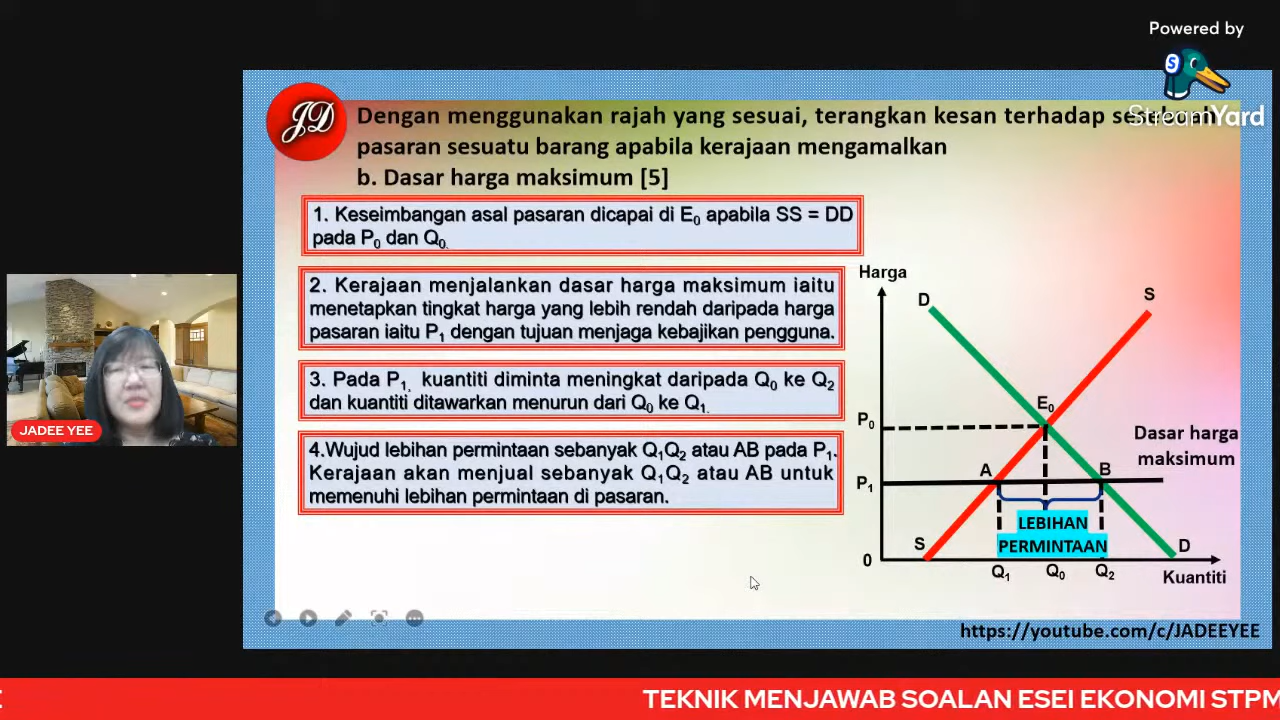 Powered by
S
StreamYard
JD
Dengan menggunakan rajah yang sesuai, terangkan kesan terhadap
pasaran sesuatu barang apabila kerajaan mengamalkan
b. Dasar harga maksimum [5]
1. Keseimbangan asal pasaran dicapai di E₀ apabila SS = DD
pada P₀ dan Q₀.
2. Kerajaan menjalankan dasar harga maksimum iaitu
menetapkan tingkat harga yang lebih rendah daripada harga
pasaran iaitu P₁ dengan tujuan menjaga kebajikan pengguna.
3. Pada P₁, kuantiti diminta meningkat daripada Q₀ ke Q₂
dan kuantiti ditawarkan menurun dari Q₀ ke Q₁.
4.Wujud lebihan permintaan sebanyak Q₁Q₂ atau AB pada P₁.
Kerajaan akan menjual sebanyak Q₁Q₂ atau AB untuk
memenuhi lebihan permintaan di pasaran.
Harga
D
S
E₀
P₀
Dasar harga
maksimum
A
B
P₁
LEBIHAN
PERMINTAAN
S
D
0
Q₁
Q₀
Q₂
Kuantiti
JADEE YEE
https://youtube.com/c/JADEEYEE
TEKNIK MENJAWAB SOALAN ESEI EKONOMI STPM